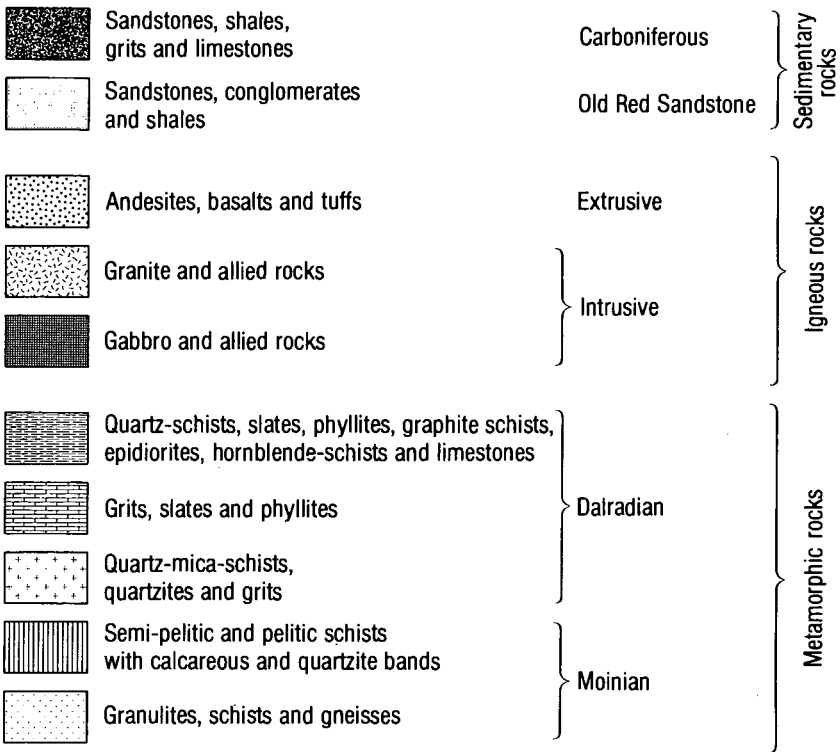 Sandstones, shales,
grits and limestones
Carboniferous
Sandstones, conglomerates
and shales
Old Red Sandstone
Sedimentary
rocks
Andesites, basalts and tuffs
Extrusive
Granite and allied rocks
Gabbro and allied rocks
Intrusive
Igneous rocks
Quartz-schists, slates, phyllites, graphite schists,
epidiorites, hornblende-schists and limestones
Grits, slates and phyllites
Quartz-mica-schists,
quartzites and grits
Dalradian
Semi-pelitic and pelitic schists
with calcareous and quartzite bands
Granulites, schists and gneisses
Moinian
Metamorphic rocks